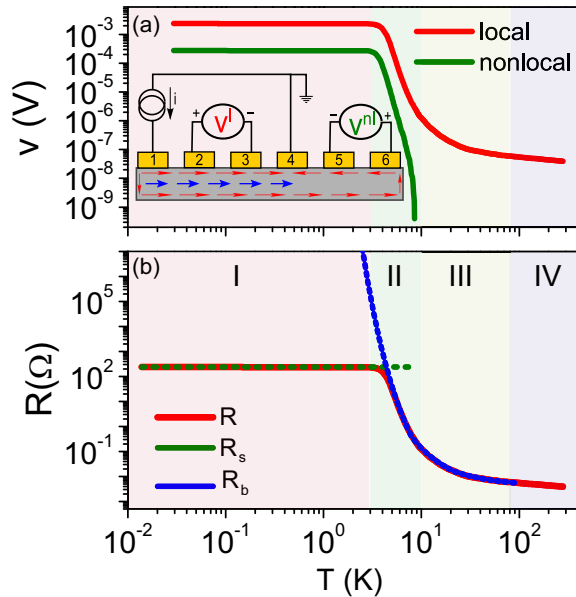 (a)
local
nonlocal
10⁻³
10⁻⁴
10⁻⁵
10⁻⁶
10⁻⁷
10⁻⁸
10⁻⁹
v (V)
i
+ Vˡ −
− Vⁿˡ +
1 2 3 4 5 6
(b)
I II III IV
10⁵
10²
10⁻¹
R(Ω)
R
Rₛ
R_b
10⁻² 10⁻¹ 10⁰ 10¹ 10²
T (K)